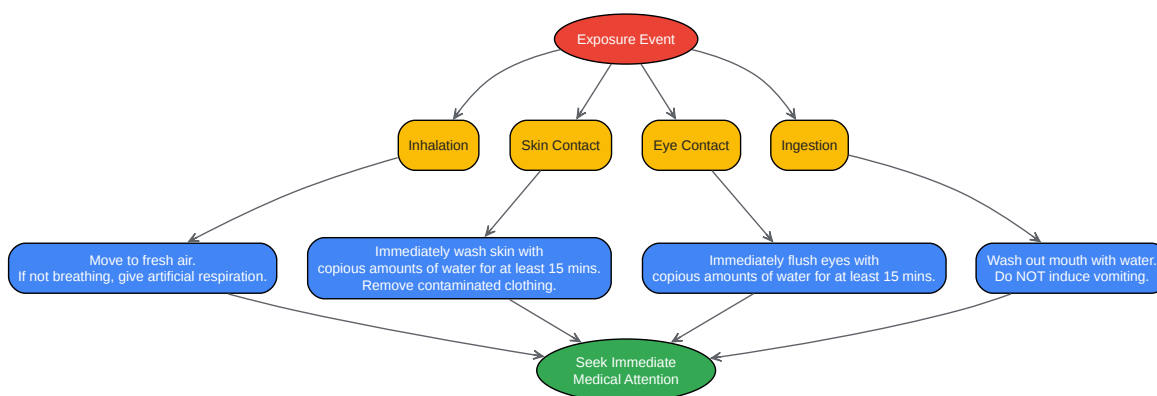 Exposure Event
Inhalation
Skin Contact
Eye Contact
Ingestion
Move to fresh air.
If not breathing, give artificial respiration.
Immediately wash skin with
copious amounts of water for at least 15 mins.
Remove contaminated clothing.
Immediately flush eyes with
copious amounts of water for at least 15 mins.
Wash out mouth with water.
Do NOT induce vomiting.
Seek Immediate
Medical Attention